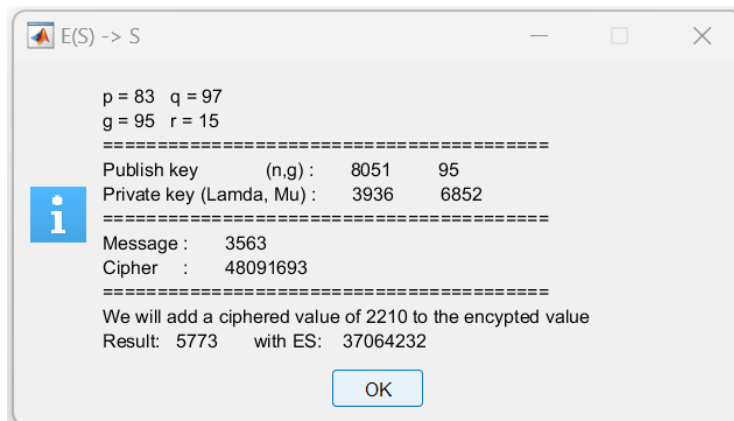 E(S) -> S
p = 83   q = 97
g = 95   r = 15
=========================================
Publish key            (n,g) :      8051        95
Private key (Lamda, Mu) :      3936        6852
=========================================
Message :      3563
Cipher    :      48091693
=========================================
We will add a ciphered value of 2210 to the encypted value
Result:   5773      with ES:   37064232
OK